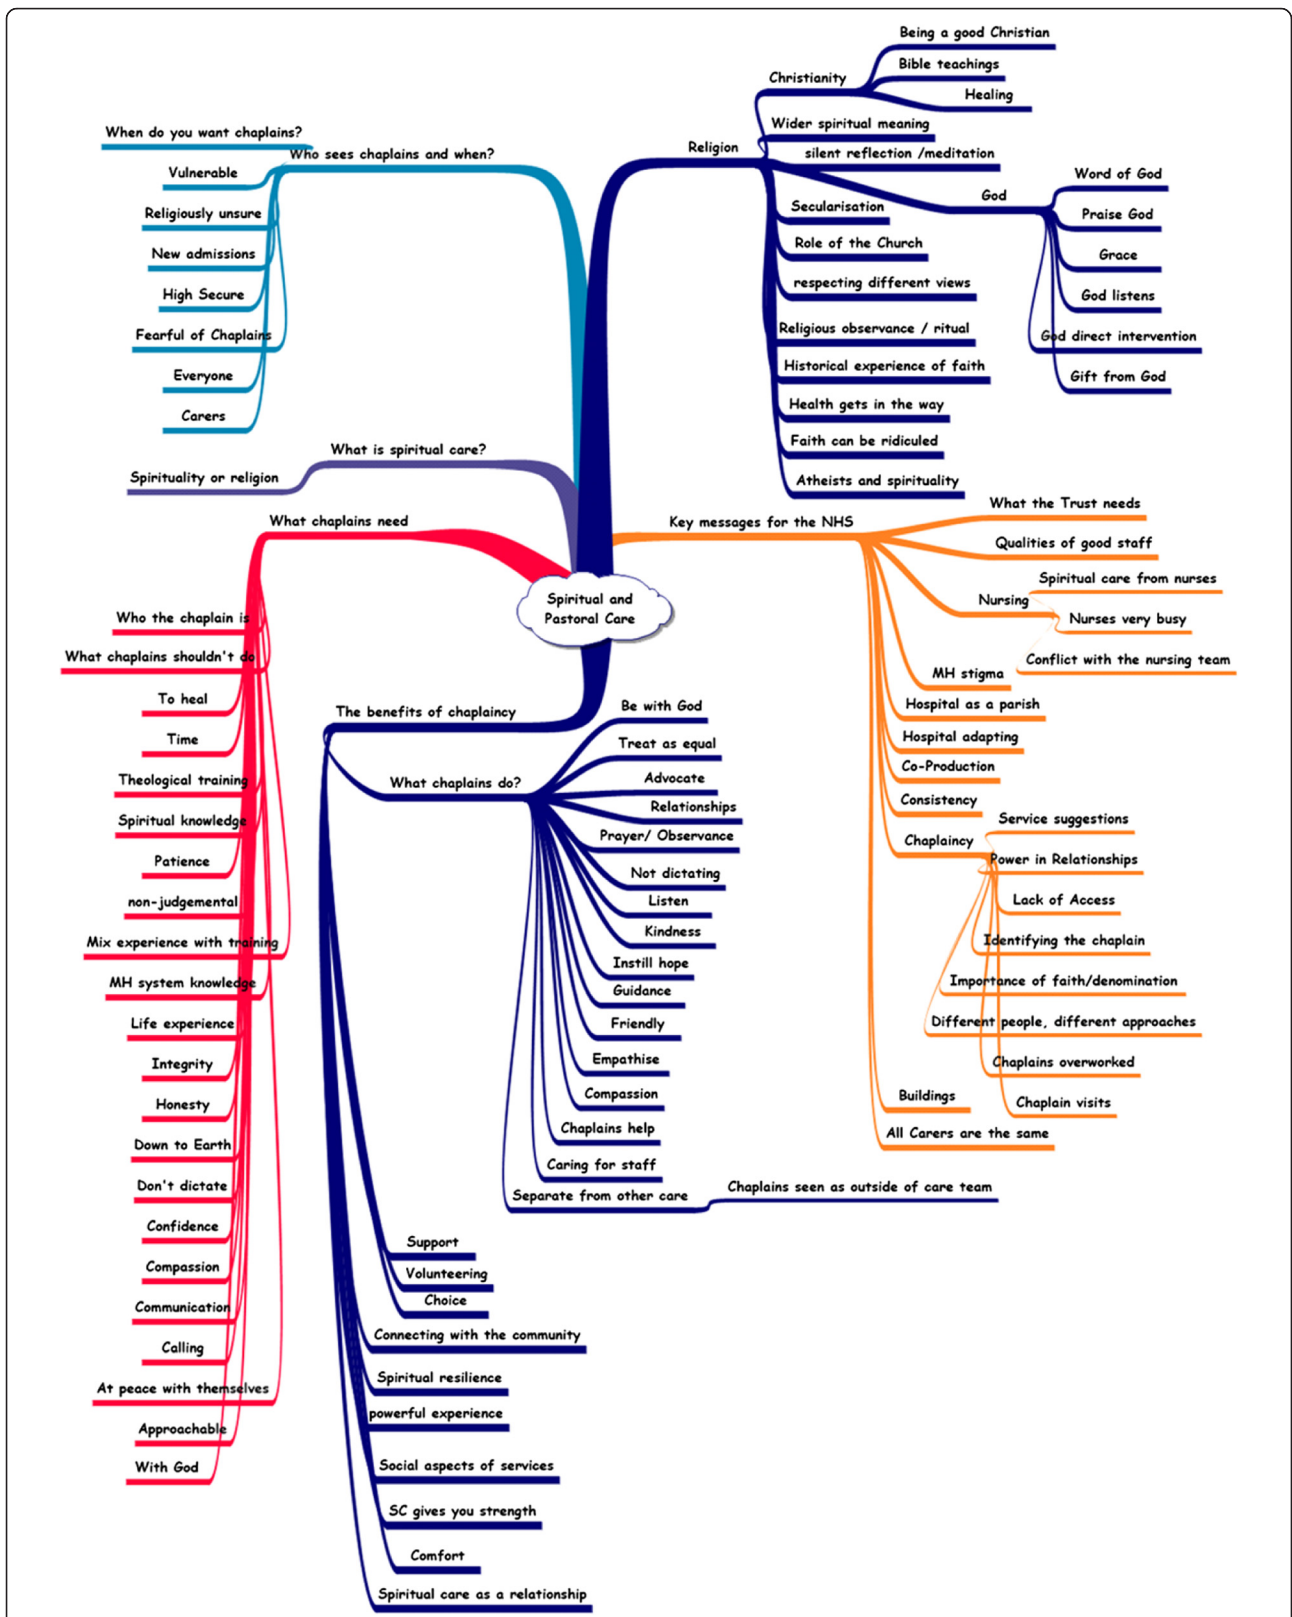 Spiritual and
Pastoral Care
Religion
Christianity
Being a good Christian
Bible teachings
Healing
Wider spiritual meaning
silent reflection /meditation
God
Word of God
Praise God
Grace
God listens
God direct intervention
Gift from God
Secularisation
Role of the Church
respecting different views
Religious observance / ritual
Historical experience of faith
Health gets in the way
Faith can be ridiculed
Atheists and spirituality
Who sees chaplains and when?
When do you want chaplains?
Vulnerable
Religiously unsure
New admissions
High Secure
Fearful of Chaplains
Everyone
Carers
What is spiritual care?
Spirituality or religion
What chaplains need
Who the chaplain is
What chaplains shouldn't do
To heal
Time
Theological training
Spiritual knowledge
Patience
non-judgemental
Mix experience with training
MH system knowledge
Life experience
Integrity
Honesty
Down to Earth
Don't dictate
Confidence
Compassion
Communication
Calling
At peace with themselves
Approachable
With God
Key messages for the NHS
What the Trust needs
Qualities of good staff
Nursing
Spiritual care from nurses
Nurses very busy
Conflict with the nursing team
MH stigma
Hospital as a parish
Hospital adapting
Co-Production
Consistency
Chaplaincy
Service suggestions
Power in Relationships
Lack of Access
Identifying the chaplain
Importance of faith/denomination
Different people, different approaches
Chaplains overworked
Chaplain visits
Buildings
All Carers are the same
The benefits of chaplaincy
What chaplains do?
Be with God
Treat as equal
Advocate
Relationships
Prayer/ Observance
Not dictating
Listen
Kindness
Instill hope
Guidance
Friendly
Empathise
Compassion
Chaplains help
Caring for staff
Separate from other care
Chaplains seen as outside of care team
Support
Volunteering
Choice
Connecting with the community
Spiritual resilience
powerful experience
Social aspects of services
SC gives you strength
Comfort
Spiritual care as a relationship